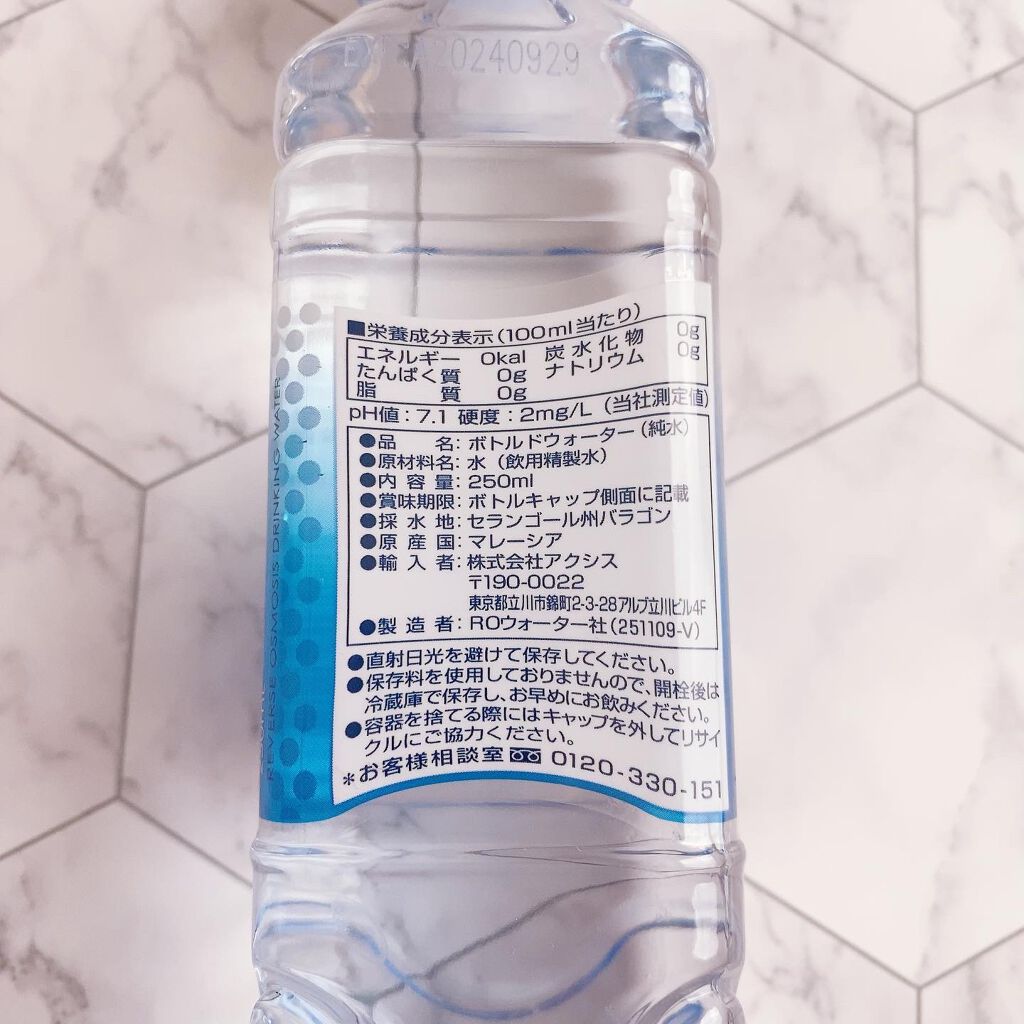 EXP A20240929
■栄養成分表示(100ml当たり)
エネルギー 0kal 炭水化物 0g
たんぱく質 0g ナトリウム 0g
脂質 0g
pH値：7.1 硬度：2mg/L (当社測定値)
●品名：ボトルドウォーター(純水)
●原材料名：水(飲用精製水)
●内容量：250ml
●賞味期限：ボトルキャップ側面に記載
●採水地：セランゴール州バラゴン
●原産国：マレーシア
●輸入者：株式会社アクシス
〒190-0022
東京都立川市錦町2-3-28アルブ立川ビル4F
●製造者：ROウォーター社(251109-V)
●直射日光を避けて保存してください。
●保存料を使用しておりませんので、開栓後は
冷蔵庫で保存し、お早めにお飲みください。
●容器を捨てる際にはキャップを外してリサイ
クルにご協力ください。
＊お客様相談室 0120-330-151
REVERSE OSMOSIS DRINKING WATER